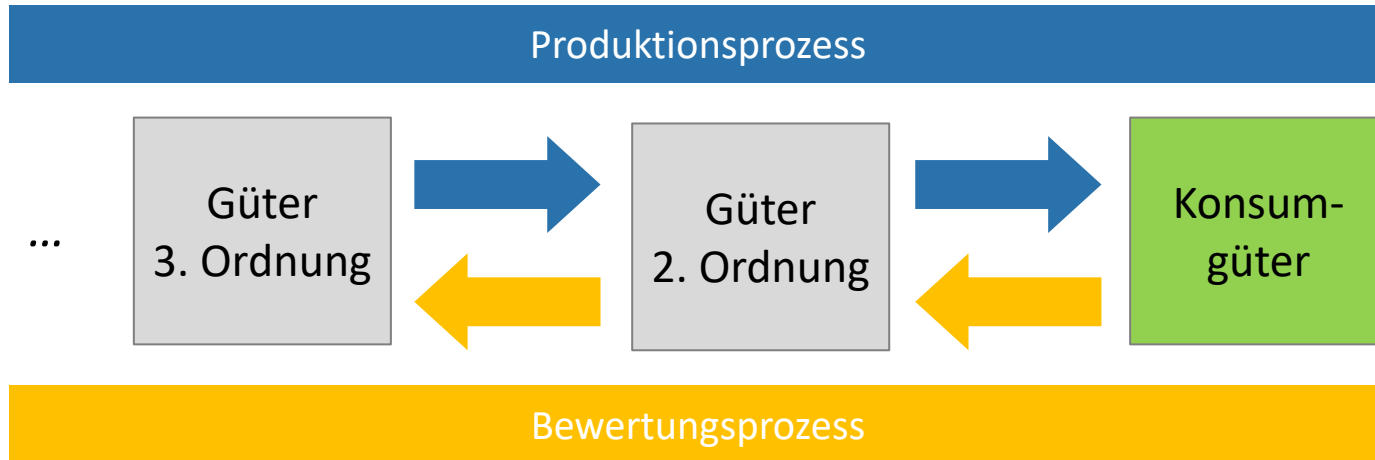 Produktionsprozess
...
Güter
3. Ordnung
Güter
2. Ordnung
Konsum-
güter
Bewertungsprozess